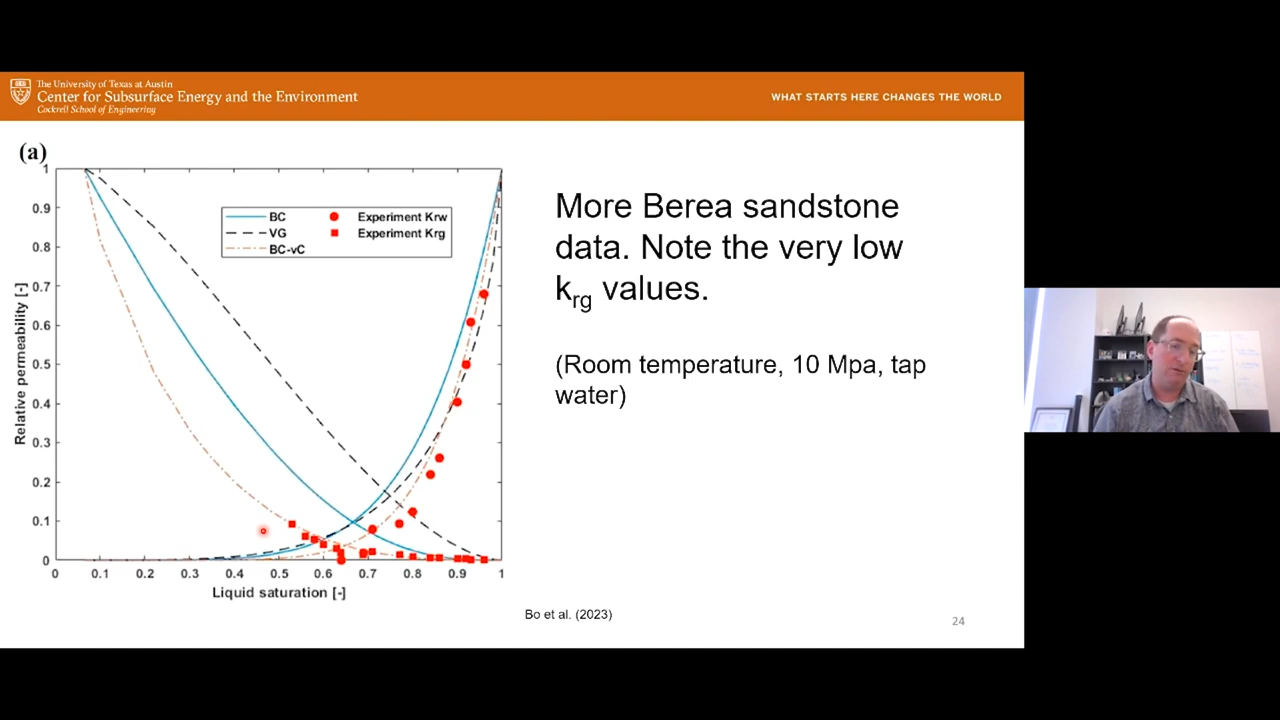 The University of Texas at Austin
Center for Subsurface Energy and the Environment
Cockrell School of Engineering
WHAT STARTS HERE CHANGES THE WORLD
(a)
1
0.9
0.8
0.7
0.6
0.5
0.4
0.3
0.2
0.1
0
Relative permeability [-]
BC
VG
BC-vC
Experiment Krw
Experiment Krg
0 0.1 0.2 0.3 0.4 0.5 0.6 0.7 0.8 0.9 1
Liquid saturation [-]
More Berea sandstone
data. Note the very low
krg values.
(Room temperature, 10 Mpa, tap
water)
Bo et al. (2023)
24